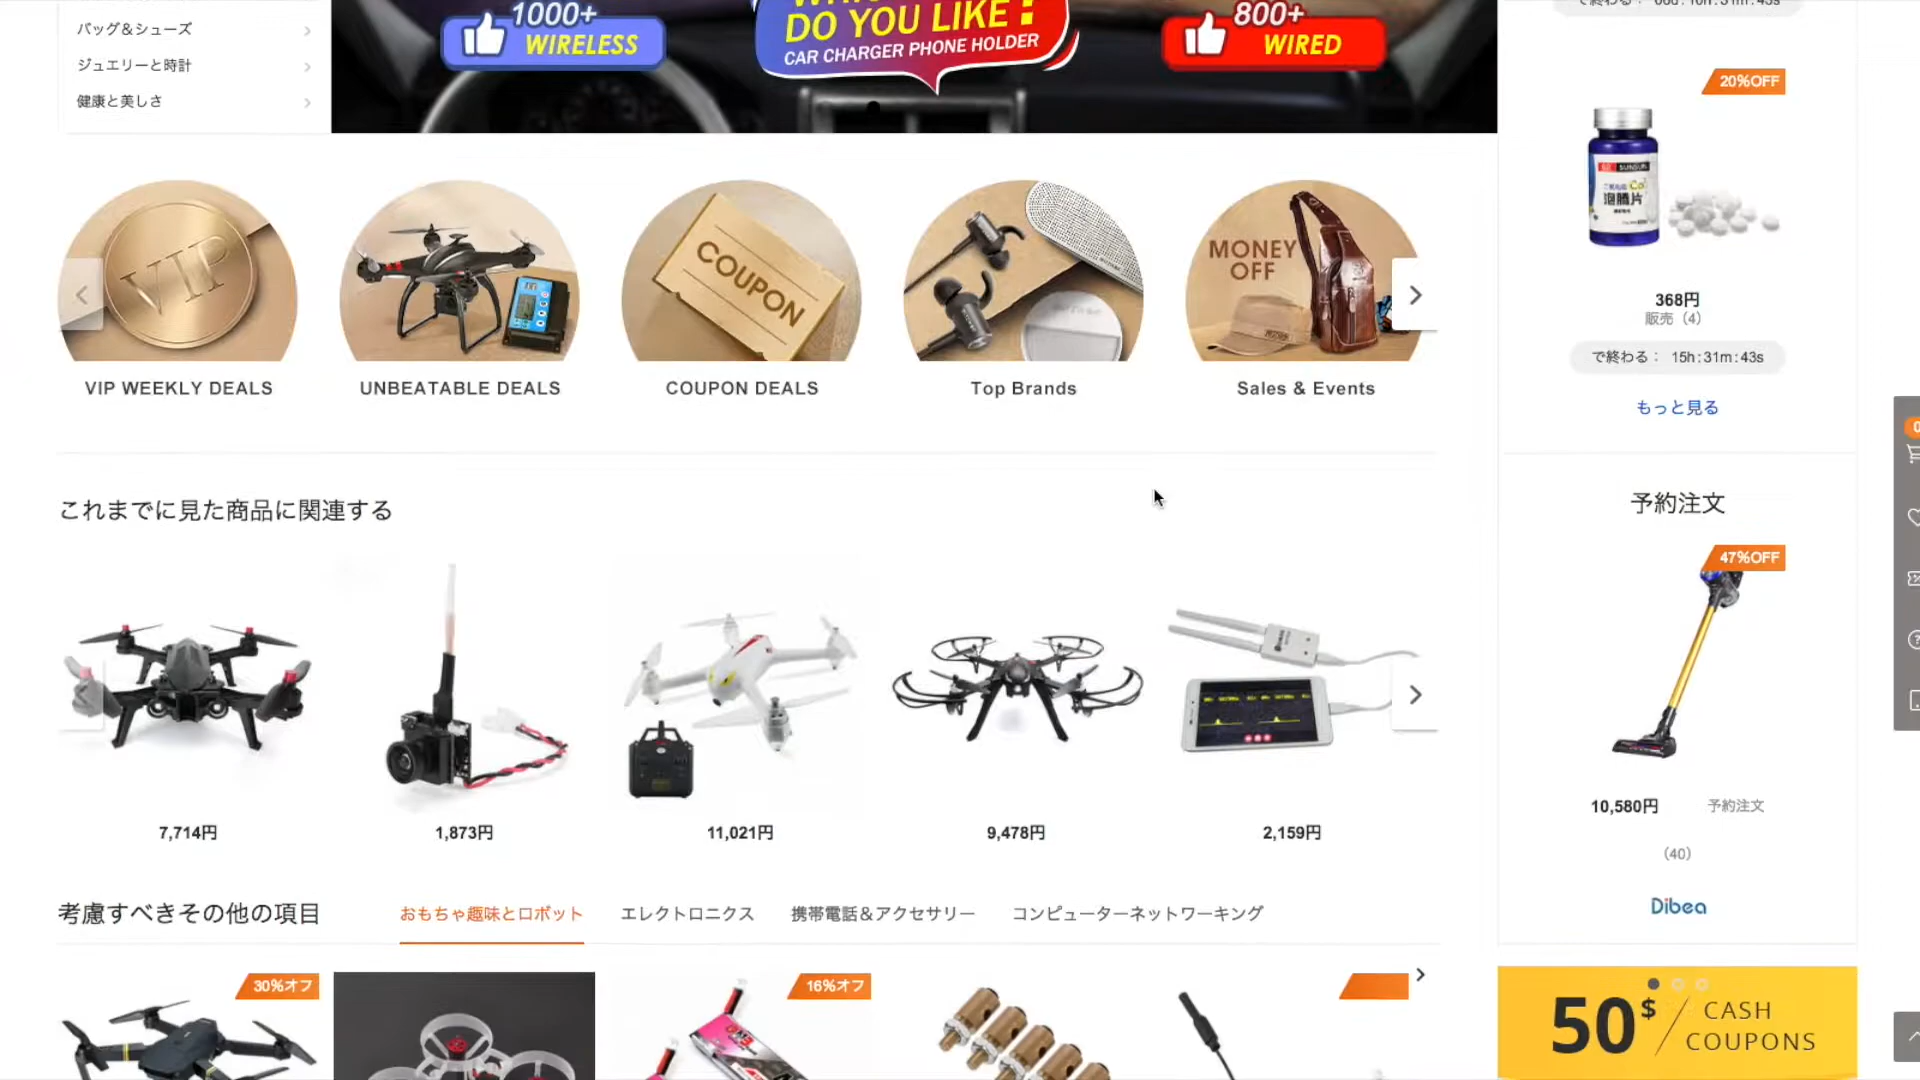 バッグ＆シューズ
ジュエリーと時計
健康と美しさ
1000+
WIRELESS
DO YOU LIKE?
CAR CHARGER PHONE HOLDER
800+
WIRED
20%OFF
SUNSUN
泡腾片
368円
販売（4）
で終わる： 15h:31m:43s
もっと見る
VIP
COUPON
MONEY
OFF
VIP WEEKLY DEALS
UNBEATABLE DEALS
COUPON DEALS
Top Brands
Sales & Events
これまでに見た商品に関連する
7,714円
1,873円
11,021円
9,478円
2,159円
予約注文
47%OFF
10,580円 予約注文
（40）
Dibea
考慮すべきその他の項目
おもちゃ趣味とロボット
エレクトロニクス
携帯電話＆アクセサリー
コンピューターネットワーキング
30%オフ
16%オフ
50$ CASH
COUPONS